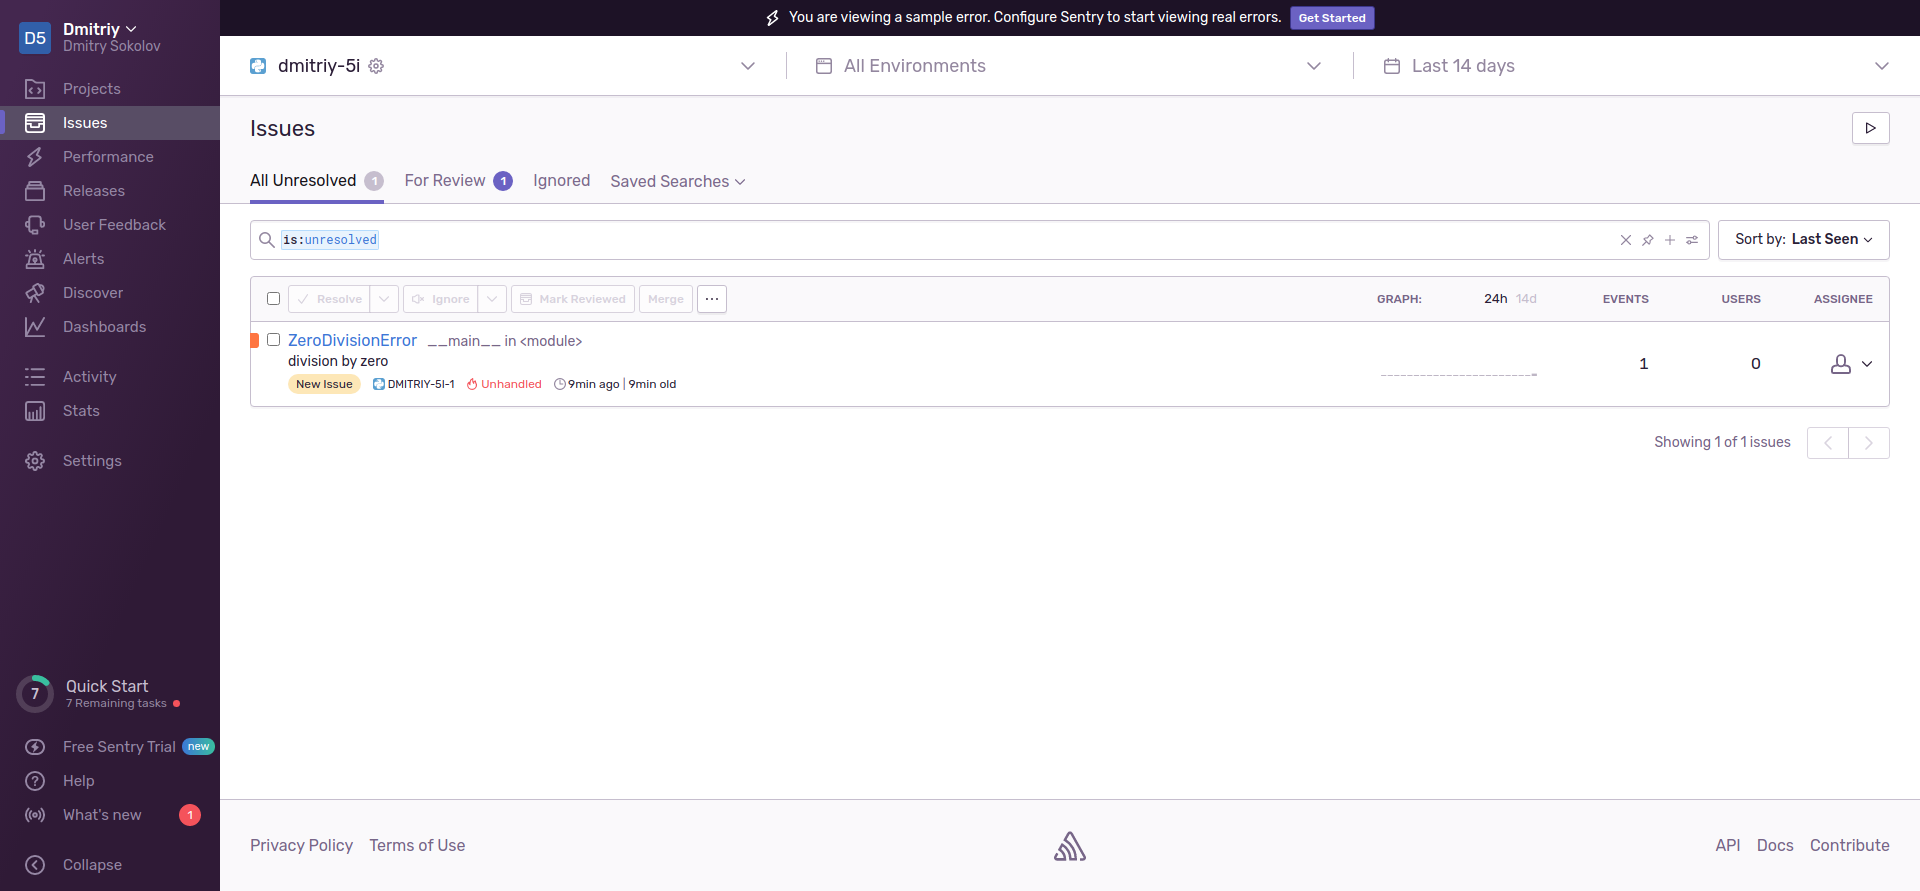 You are viewing a sample error. Configure Sentry to start viewing real errors. Get Started
D5
Dmitriy
Dmitry Sokolov
Projects
Issues
Performance
Releases
User Feedback
Alerts
Discover
Dashboards
Activity
Stats
Settings
7
Quick Start
7 Remaining tasks
Free Sentry Trial new
Help
What's new 1
Collapse
dmitriy-5i All Environments Last 14 days
Issues
All Unresolved 1 For Review 1 Ignored Saved Searches
is:unresolved Sort by: Last Seen
Resolve Ignore Mark Reviewed Merge ... GRAPH: 24h 14d EVENTS USERS ASSIGNEE
ZeroDivisionError __main__ in <module>
division by zero 1 0
New Issue DMITRIY-5I-1 Unhandled 9min ago | 9min old
Showing 1 of 1 issues
Privacy Policy Terms of Use API Docs Contribute